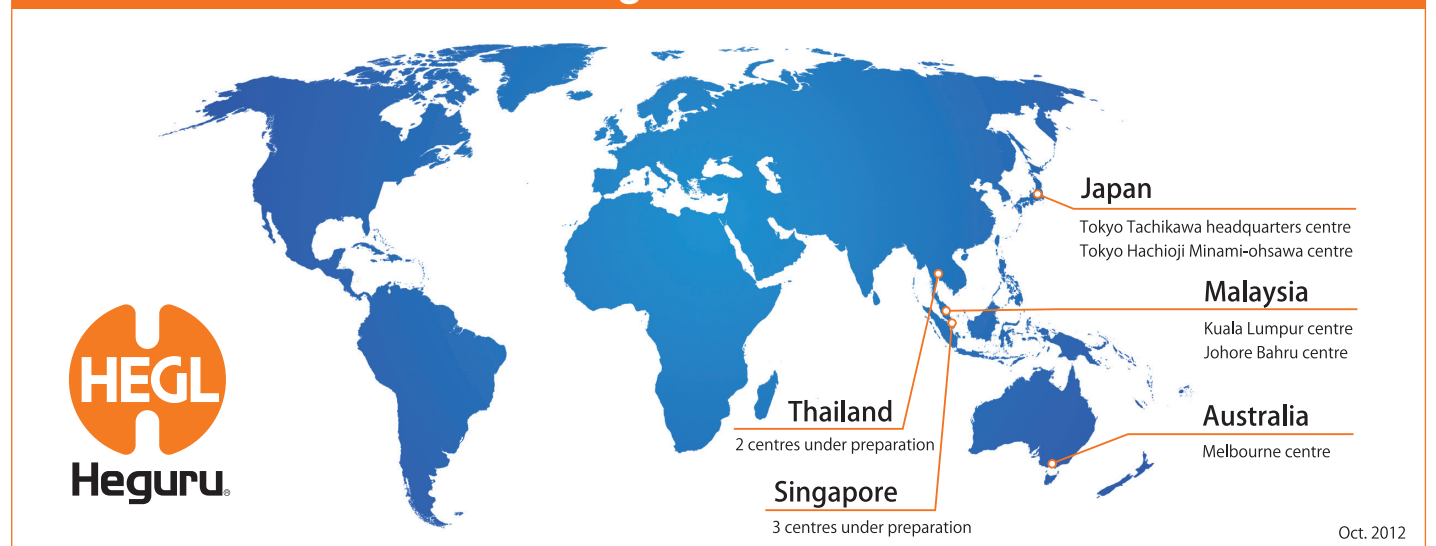 Japan
Tokyo Tachikawa headquarters centre
Tokyo Hachioji Minami-ohsawa centre
Malaysia
Kuala Lumpur centre
Johore Bahru centre
HEGL
Heguru®
Thailand
2 centres under preparation
Australia
Melbourne centre
Singapore
3 centres under preparation
Oct. 2012